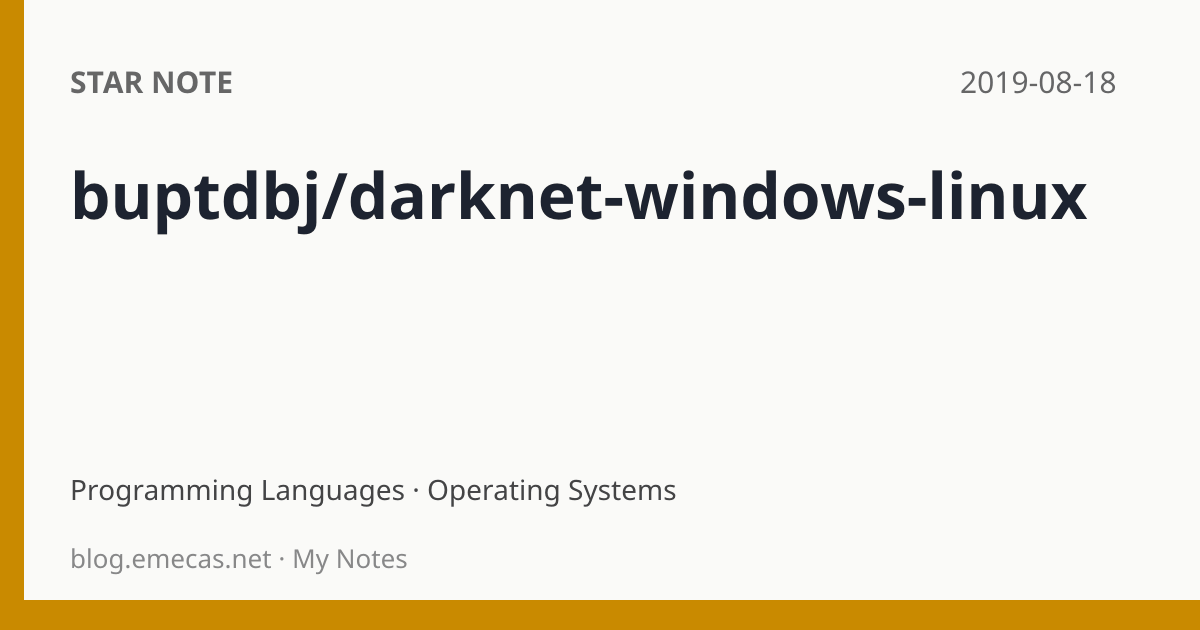 STAR NOTE
2019-08-18
buptdbj/darknet-windows-linux
Programming Languages · Operating Systems
blog.emecas.net · My Notes